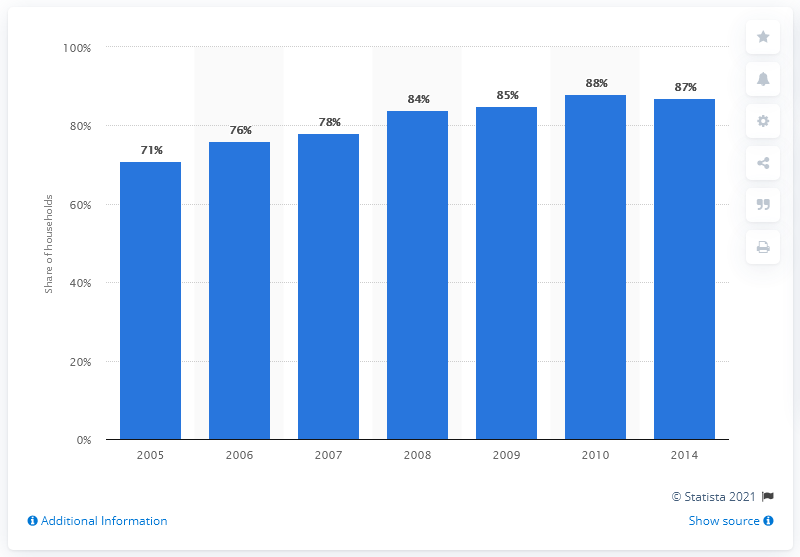 100%
80%
60%
40%
20%
0%
Share of households
71%
76%
78%
84%
85%
88%
87%
2005 2006 2007 2008 2009 2010 2014
© Statista 2021
Additional Information
Show source